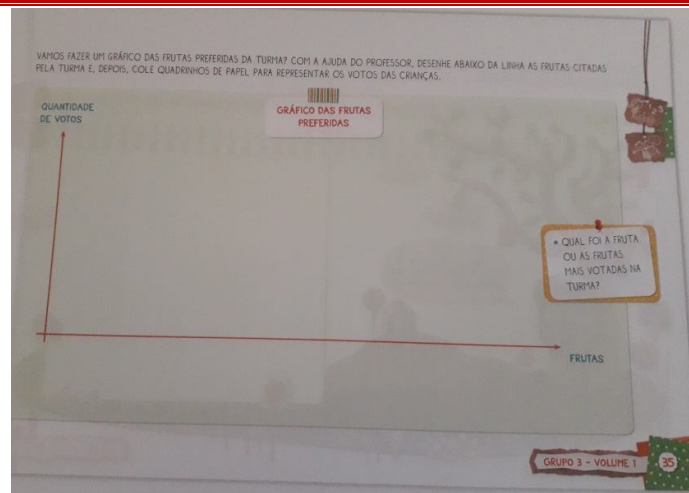 VAMOS FAZER UM GRÁFICO DAS FRUTAS PREFERIDAS DA TURMA? COM A AJUDA DO PROFESSOR, DESENHE ABAIXO DA LINHA AS FRUTAS CITADAS
PELA TURMA E, DEPOIS, COLE QUADRINHOS DE PAPEL PARA REPRESENTAR OS VOTOS DAS CRIANÇAS.
QUANTIDADE
DE VOTOS
GRÁFICO DAS FRUTAS
PREFERIDAS
• QUAL FOI A FRUTA
OU AS FRUTAS
MAIS VOTADAS NA
TURMA?
FRUTAS
GRUPO 3 - VOLUME 1
35